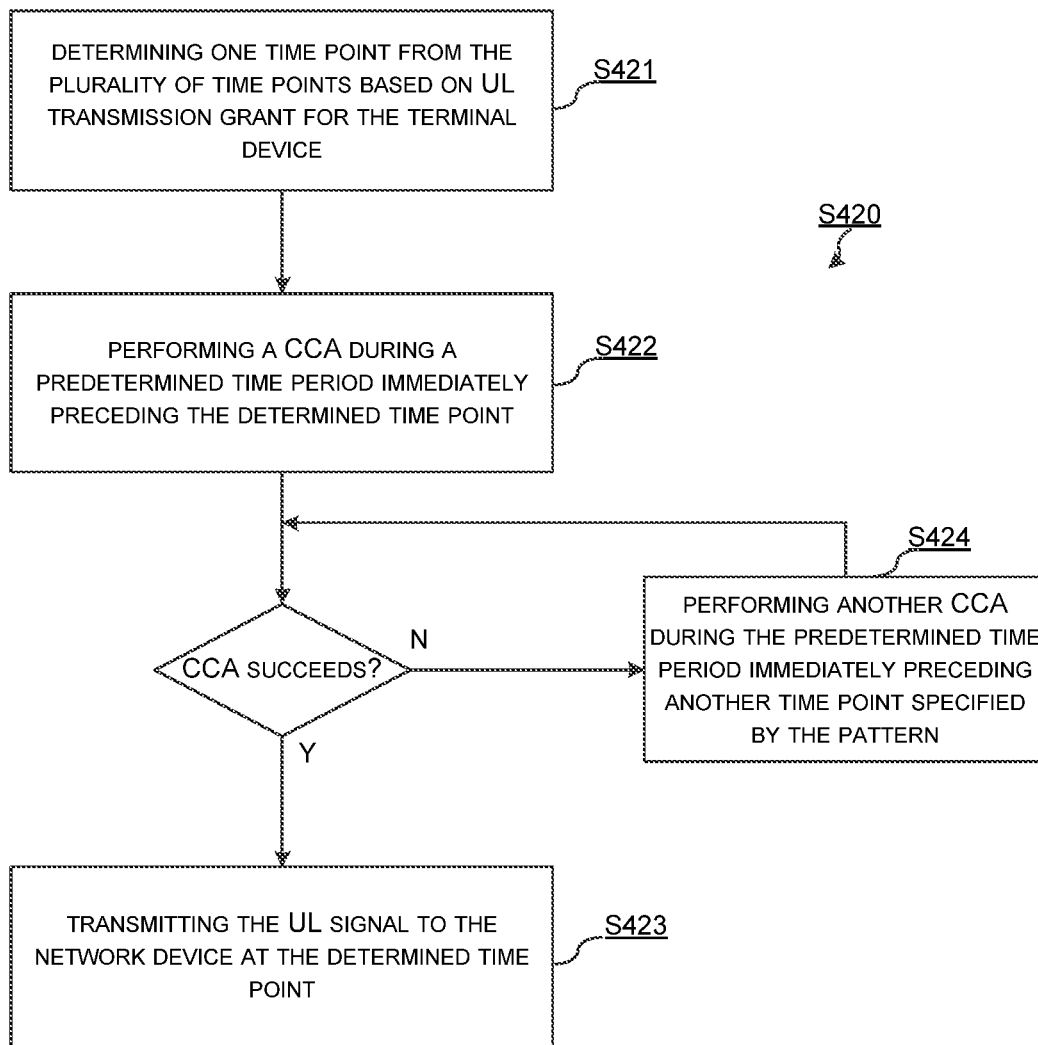 DETERMINING ONE TIME POINT FROM THE
PLURALITY OF TIME POINTS BASED ON UL
TRANSMISSION GRANT FOR THE TERMINAL
DEVICE
S421
S420
PERFORMING A CCA DURING A
PREDETERMINED TIME PERIOD IMMEDIATELY
PRECEDING THE DETERMINED TIME POINT
S422
S424
PERFORMING ANOTHER CCA
DURING THE PREDETERMINED TIME
PERIOD IMMEDIATELY PRECEDING
ANOTHER TIME POINT SPECIFIED
BY THE PATTERN
CCA SUCCEEDS?
N
Y
TRANSMITTING THE UL SIGNAL TO THE
NETWORK DEVICE AT THE DETERMINED TIME
POINT
S423